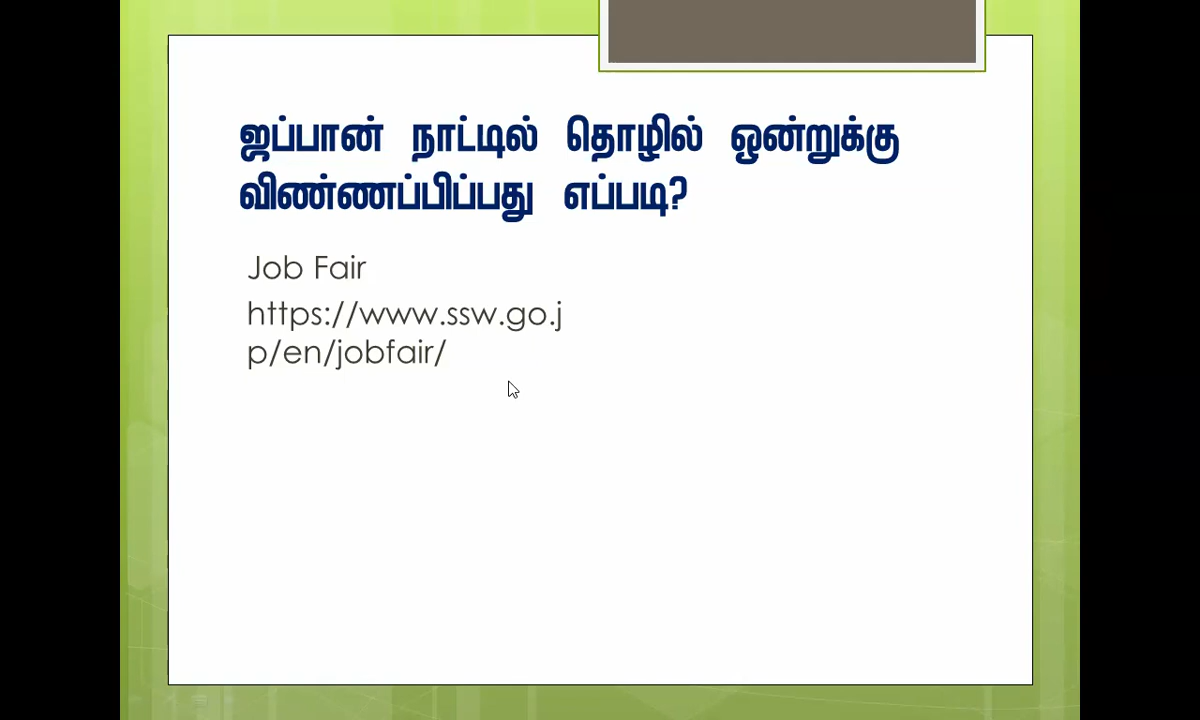 ஜப்பான் நாட்டில் தொழில் ஒன்றுக்கு
விண்ணப்பிப்பது எப்படி?
Job Fair
https://www.ssw.go.j
p/en/jobfair/